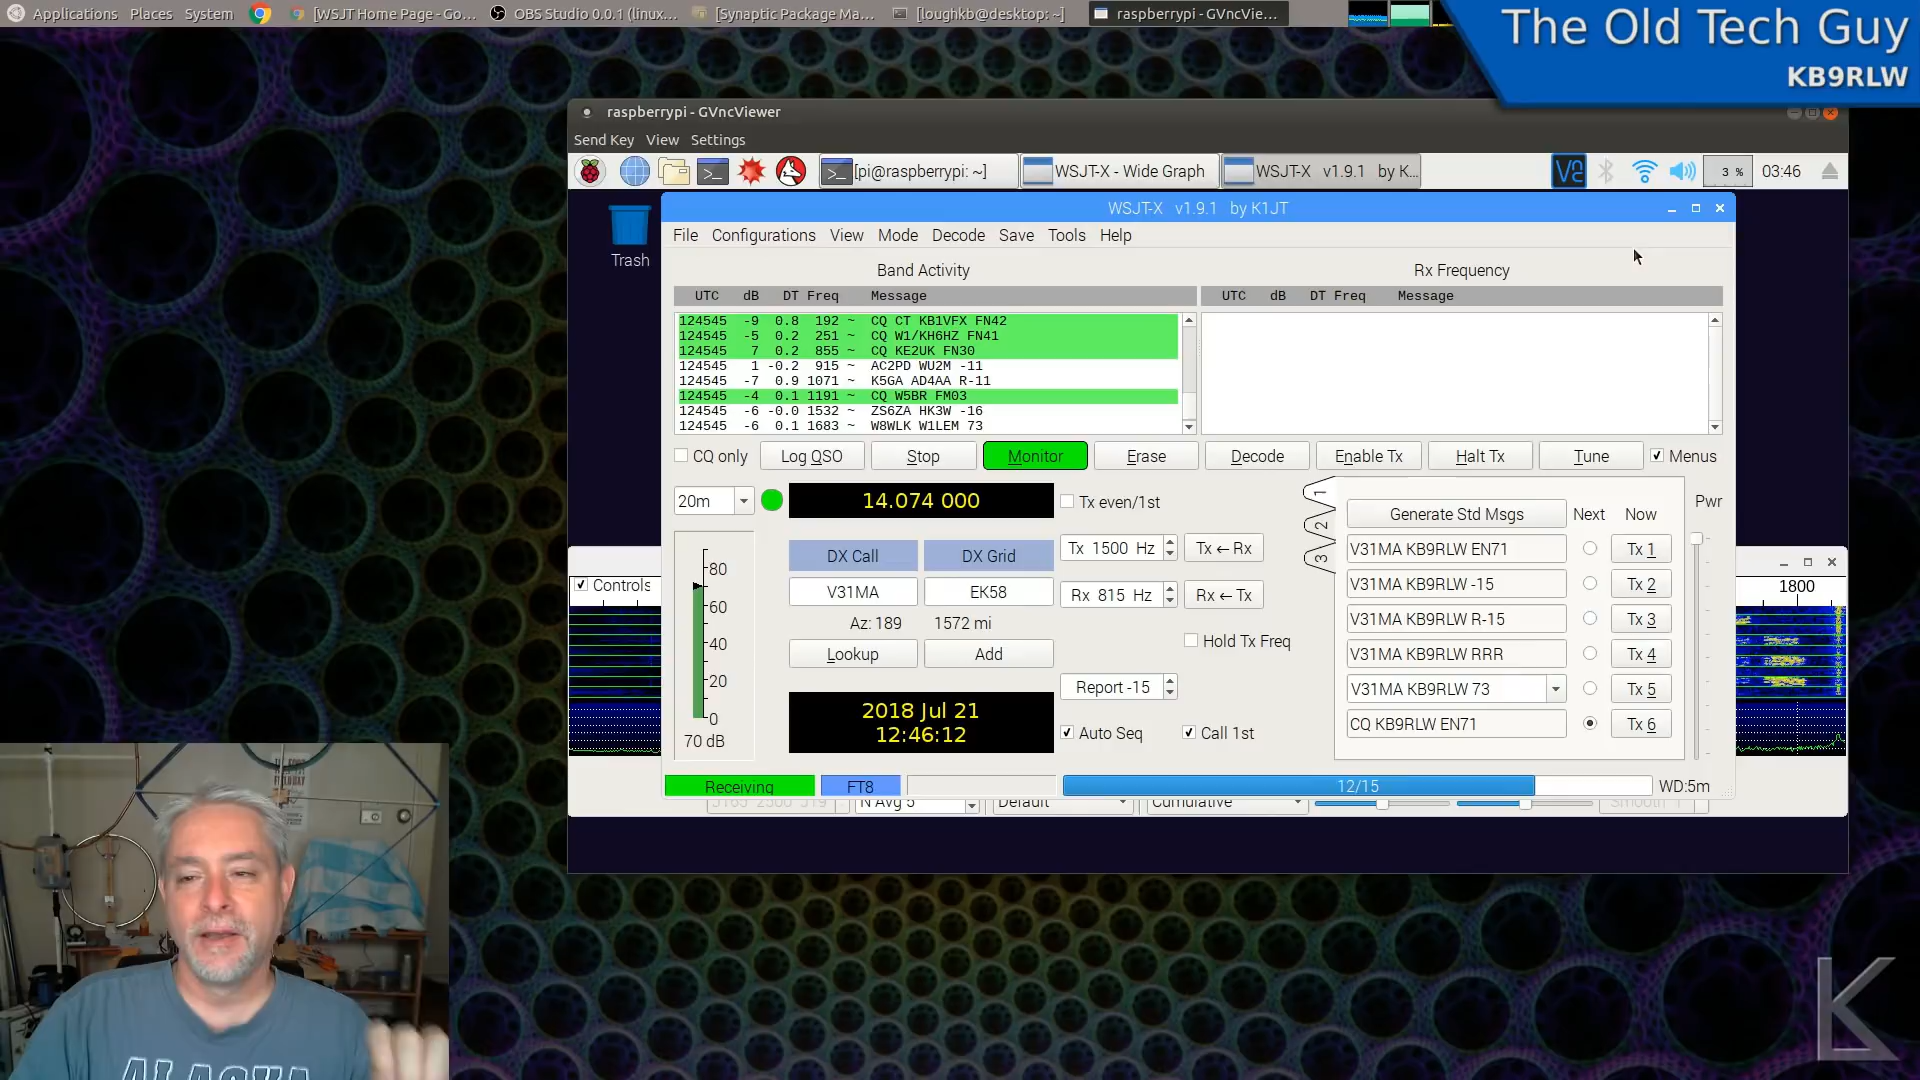 Applications Places System [WSJT Home Page - Go... OBS Studio 0.0.1 (linux... [Synaptic Package Ma... [loughkb@desktop: ~] raspberrypi - GVncVie...
The Old Tech Guy
KB9RLW
raspberrypi - GVncViewer
Send Key View Settings
[pi@raspberrypi: ~] WSJT-X - Wide Graph WSJT-X v1.9.1 by K... 3 % 03:46
Trash
WSJT-X v1.9.1 by K1JT
File Configurations View Mode Decode Save Tools Help
Band Activity Rx Frequency
UTC dB DT Freq Message UTC dB DT Freq Message
124545 -9 0.8 192 ~ CQ CT KB1VFX FN42
124545 -5 0.2 251 ~ CQ W1/KH6HZ FN41
124545 7 0.2 855 ~ CQ KE2UK FN30
124545 1 -0.2 915 ~ AC2PD WU2M -11
124545 -7 0.9 1071 ~ K5GA AD4AA R-11
124545 -4 0.1 1191 ~ CQ W5BR FM03
124545 -6 -0.0 1532 ~ ZS6ZA HK3W -16
124545 -6 0.1 1683 ~ W8WLK W1LEM 73
CQ only Log QSO Stop Monitor Erase Decode Enable Tx Halt Tx Tune Menus
20m 14.074 000 Tx even/1st
1
2
3
Generate Std Msgs Next Now Pwr
DX Call DX Grid Tx 1500 Hz Tx ← Rx
V31MA KB9RLW EN71 Tx 1
V31MA EK58 Rx 815 Hz Rx ← Tx
V31MA KB9RLW -15 Tx 2
Az: 189 1572 mi Hold Tx Freq
V31MA KB9RLW R-15 Tx 3
Lookup Add
V31MA KB9RLW RRR Tx 4
Report -15
V31MA KB9RLW 73 Tx 5
2018 Jul 21
12:46:12
Auto Seq Call 1st
CQ KB9RLW EN71 Tx 6
80
60
40
20
0
70 dB
Receiving FT8 12/15 WD:5m
Controls
1800
N Avg 5 Default Cumulative Smooth 1
ALASKA
K